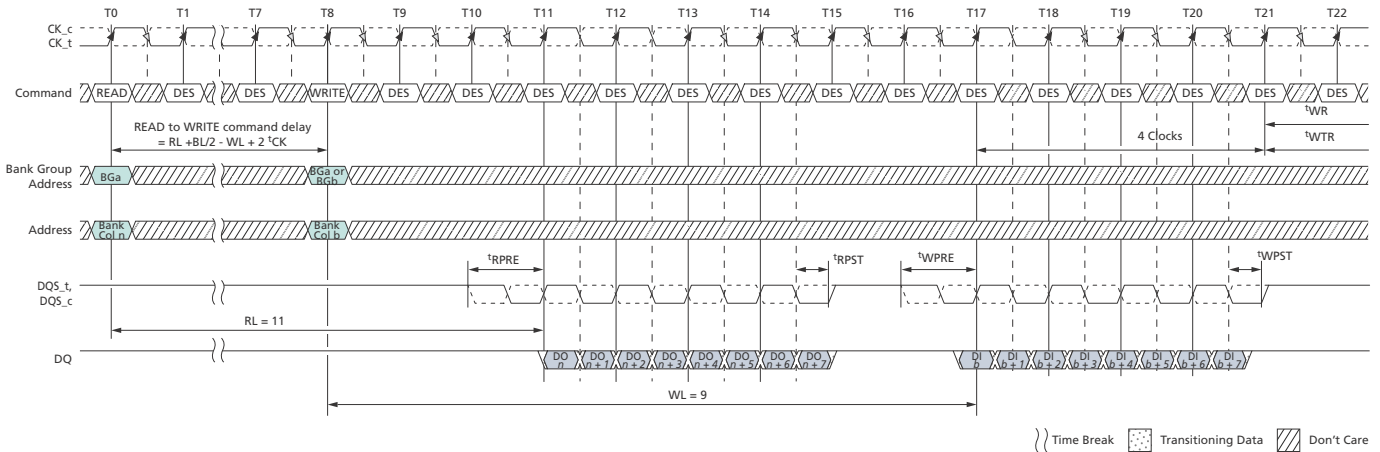 T0 T1 T7 T8 T9 T10 T11 T12 T13 T14 T15 T16 T17 T18 T19 T20 T21 T22
CK_c
CK_t
Command READ DES DES WRITE DES DES DES DES DES DES DES DES DES DES DES DES DES DES
tWR
READ to WRITE command delay
= RL +BL/2 - WL + 2 tCK
4 Clocks
tWTR
Bank Group
Address
BGa
BGa or
BGb
Address
Bank
Col n
Bank
Col b
tRPRE tRPST tWPRE tWPST
DQS_t,
DQS_c
RL = 11
DQ
DO
n
DO
n + 1
DO
n + 2
DO
n + 3
DO
n + 4
DO
n + 5
DO
n + 6
DO
n + 7
DI
b
DI
b + 1
DI
b + 2
DI
b + 3
DI
b + 4
DI
b + 5
DI
b + 6
DI
b + 7
WL = 9
Time Break Transitioning Data Don't Care